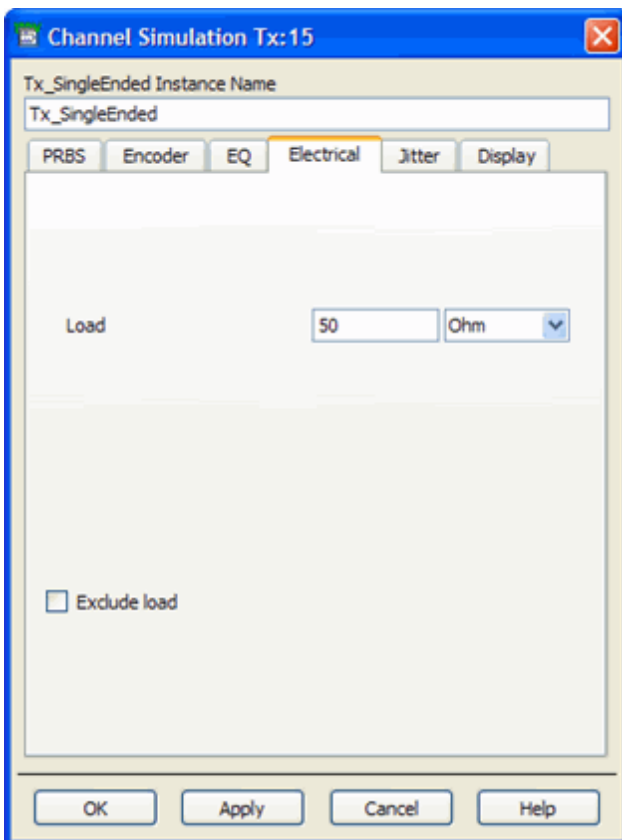 Channel Simulation Tx:15
Tx_SingleEnded Instance Name
Tx_SingleEnded
PRBS Encoder EQ Electrical Jitter Display
Load 50 Ohm
Exclude load
OK Apply Cancel Help